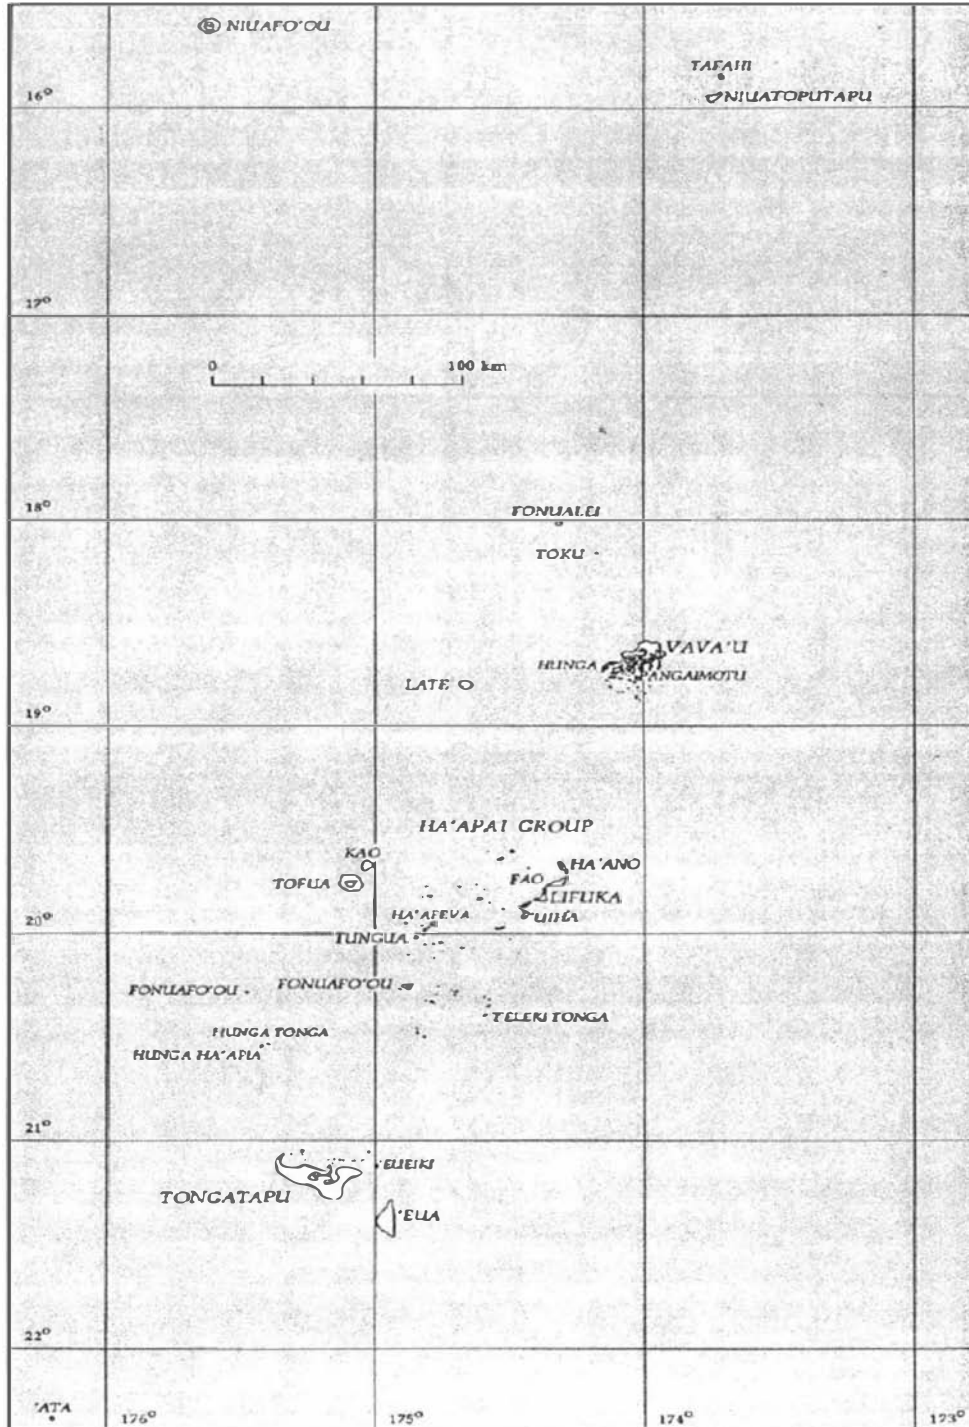 NIUAFO'OU
TAFAHI
NIUATOPUTAPU
16°
17°
0 100 km
18°
FONUALEI
TOKU
VAVA'U
HUNGA
PANGAIMOTU
LATE
19°
HA'APAI GROUP
KAO
HA'ANO
TOFUA
FAO
LIFUKA
HA'AFEVA
UIHA
20°
TUNGUA
FONUAFO'OU
FONUAFO'OU
TELEKI TONGA
HUNGA TONGA
HUNGA HA'APIA
21°
EUEIKI
TONGATAPU
'EUA
22°
'ATA
176° 175° 174° 173°